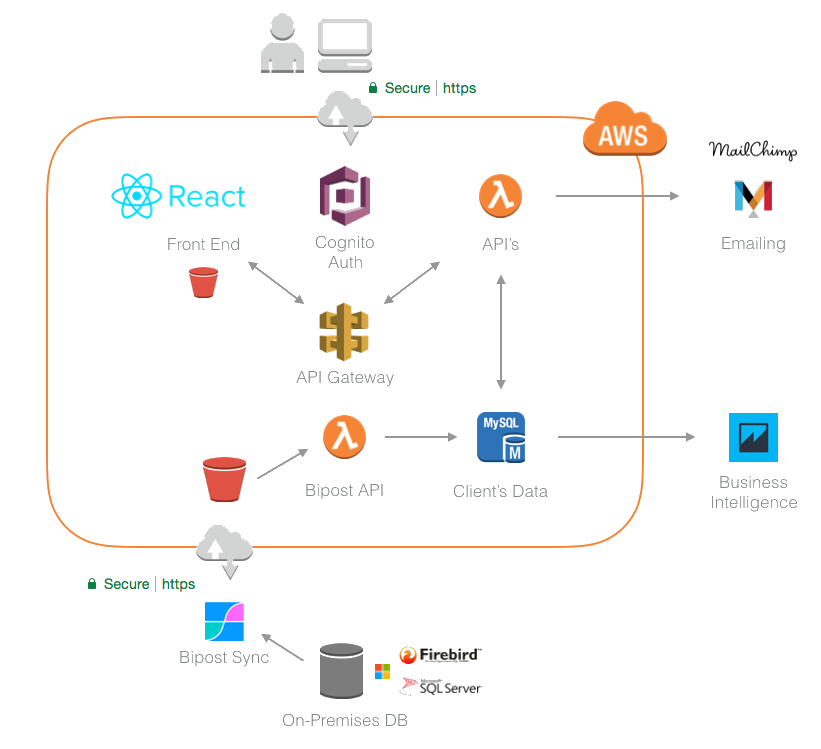 Secure | https
AWS
MailChimp
React
Front End
Cognito
Auth
API's
Emailing
API Gateway
MySQL
M
Bipost API
Client's Data
Business
Intelligence
Secure | https
Bipost Sync
Firebird
SQL Server
On-Premises DB